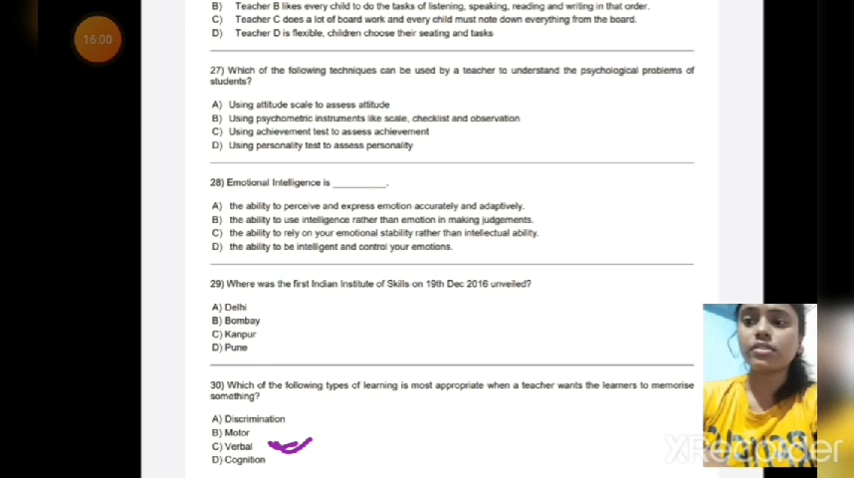 B) Teacher B likes every child to do the tasks of listening, speaking, reading and writing in that order.
16:00
C) Teacher C does a lot of board work and every child must note down everything from the board.
D) Teacher D is flexible, children choose their seating and tasks
27) Which of the following techniques can be used by a teacher to understand the psychological problems of
students?
A) Using attitude scale to assess attitude
B) Using psychometric instruments like scale, checklist and observation
C) Using achievement test to assess achievement
D) Using personality test to assess personality
28) Emotional Intelligence is __________.
A) the ability to perceive and express emotion accurately and adaptively.
B) the ability to use intelligence rather than emotion in making judgements.
C) the ability to rely on your emotional stability rather than intellectual ability.
D) the ability to be intelligent and control your emotions.
29) Where was the first Indian Institute of Skills on 19th Dec 2016 unveiled?
A) Delhi
B) Bombay
C) Kanpur
D) Pune
30) Which of the following types of learning is most appropriate when a teacher wants the learners to memorise
something?
A) Discrimination
B) Motor
C) Verbal
D) Cognition
XRecorder